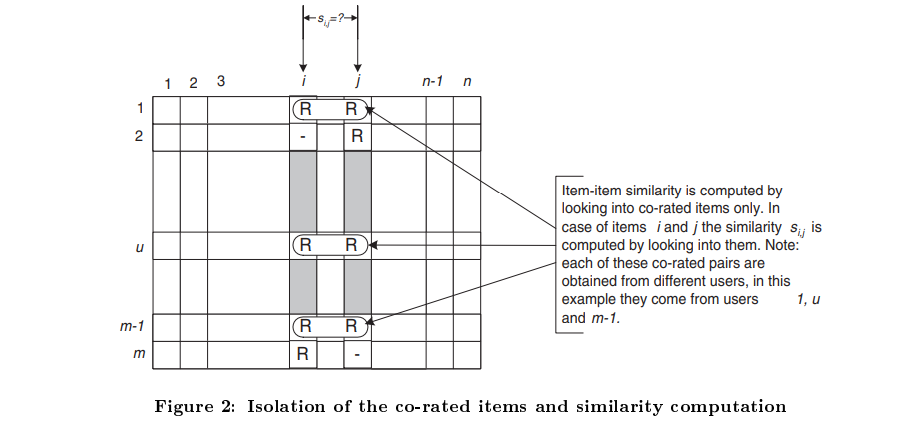 s i,j =?
1 2 3 i j n-1 n
1 R R
2 - R
u R R
m-1 R R
m R -
Item-item similarity is computed by
looking into co-rated items only. In
case of items i and j the similarity s i,j is
computed by looking into them. Note:
each of these co-rated pairs are
obtained from different users, in this
example they come from users 1, u
and m-1.
Figure 2: Isolation of the co-rated items and similarity computation